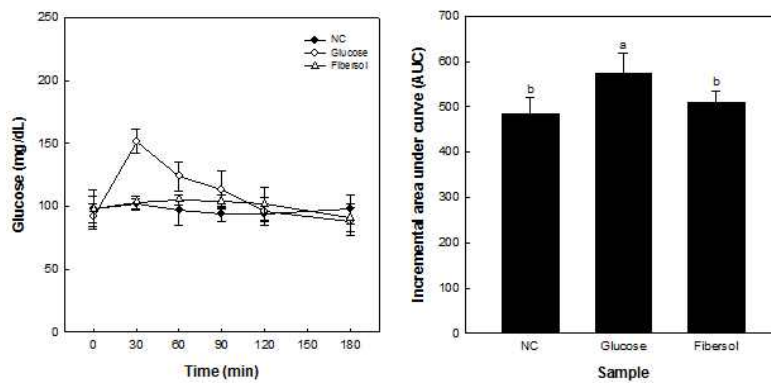 250
200
150
100
50
0
Glucose (mg/dL)
NC
Glucose
Fibersol
0 30 60 90 120 150 180
Time (min)
700
600
500
400
300
200
100
0
Incremental area under curve (AUC)
b
a
b
NC Glucose Fibersol
Sample